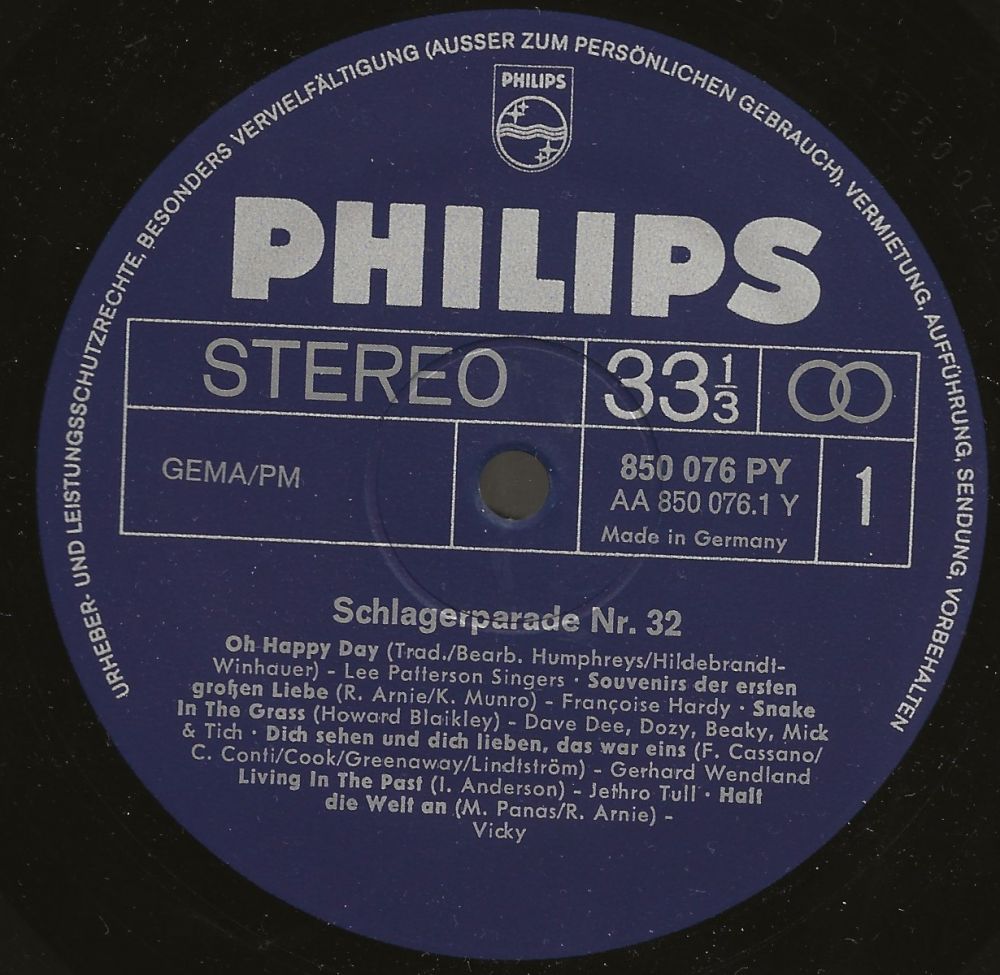 URHEBER- UND LEISTUNGSSCHUTZRECHTE, BESONDERS VERVIELFÄLTIGUNG (AUSSER ZUM PERSÖNLICHEN GEBRAUCH), VERMIETUNG, AUFFÜHRUNG, SENDUNG, VORBEHALTEN
PHILIPS
PHILIPS
STEREO
33 1/3
GEMA/PM
850 076 PY
AA 850 076.1 Y
Made in Germany
1
Schlagerparade Nr. 32
Oh Happy Day (Trad./Bearb. Humphreys/Hildebrandt-
Winhauer) - Lee Patterson Singers · Souvenirs der ersten
großen Liebe (R. Arnie/K. Munro) - Françoise Hardy · Snake
In The Grass (Howard Blaikley) - Dave Dee, Dozy, Beaky, Mick
& Tich · Dich sehen und dich lieben, das war eins (F. Cassano/
C. Conti/Cook/Greenaway/Lindtström) - Gerhard Wendland
Living In The Past (I. Anderson) - Jethro Tull · Halt
die Welt an (M. Panas/R. Arnie) -
Vicky